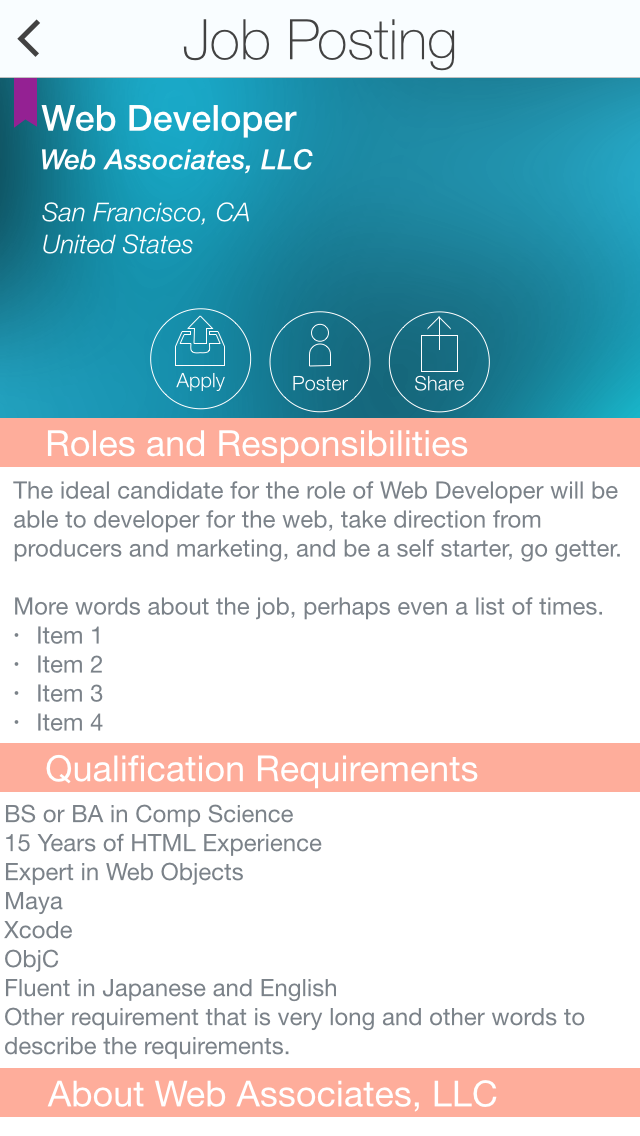 Job Posting
Web Developer
Web Associates, LLC
San Francisco, CA
United States
Apply
Poster
Share
Roles and Responsibilities
The ideal candidate for the role of Web Developer will be
able to developer for the web, take direction from
producers and marketing, and be a self starter, go getter.
More words about the job, perhaps even a list of times.
• Item 1
• Item 2
• Item 3
• Item 4
Qualification Requirements
BS or BA in Comp Science
15 Years of HTML Experience
Expert in Web Objects
Maya
Xcode
ObjC
Fluent in Japanese and English
Other requirement that is very long and other words to
describe the requirements.
About Web Associates, LLC